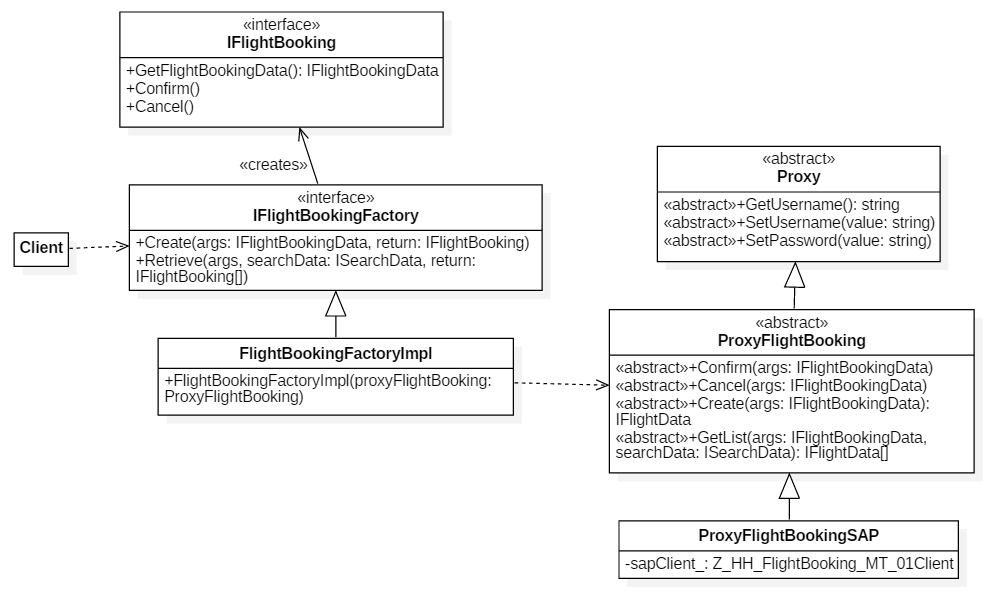 «interface»
IFlightBooking
+GetFlightBookingData(): IFlightBookingData
+Confirm()
+Cancel()
«creates»
«interface»
IFlightBookingFactory
+Create(args: IFlightBookingData, return: IFlightBooking)
+Retrieve(args, searchData: ISearchData, return:
IFlightBooking[])
Client
FlightBookingFactoryImpl
+FlightBookingFactoryImpl(proxyFlightBooking:
ProxyFlightBooking)
«abstract»
Proxy
«abstract»+GetUsername(): string
«abstract»+SetUsername(value: string)
«abstract»+SetPassword(value: string)
«abstract»
ProxyFlightBooking
«abstract»+Confirm(args: IFlightBookingData)
«abstract»+Cancel(args: IFlightBookingData)
«abstract»+Create(args: IFlightBookingData):
IFlightData
«abstract»+GetList(args: IFlightBookingData,
searchData: ISearchData): IFlightData[]
ProxyFlightBookingSAP
-sapClient_: Z_HH_FlightBooking_MT_01Client